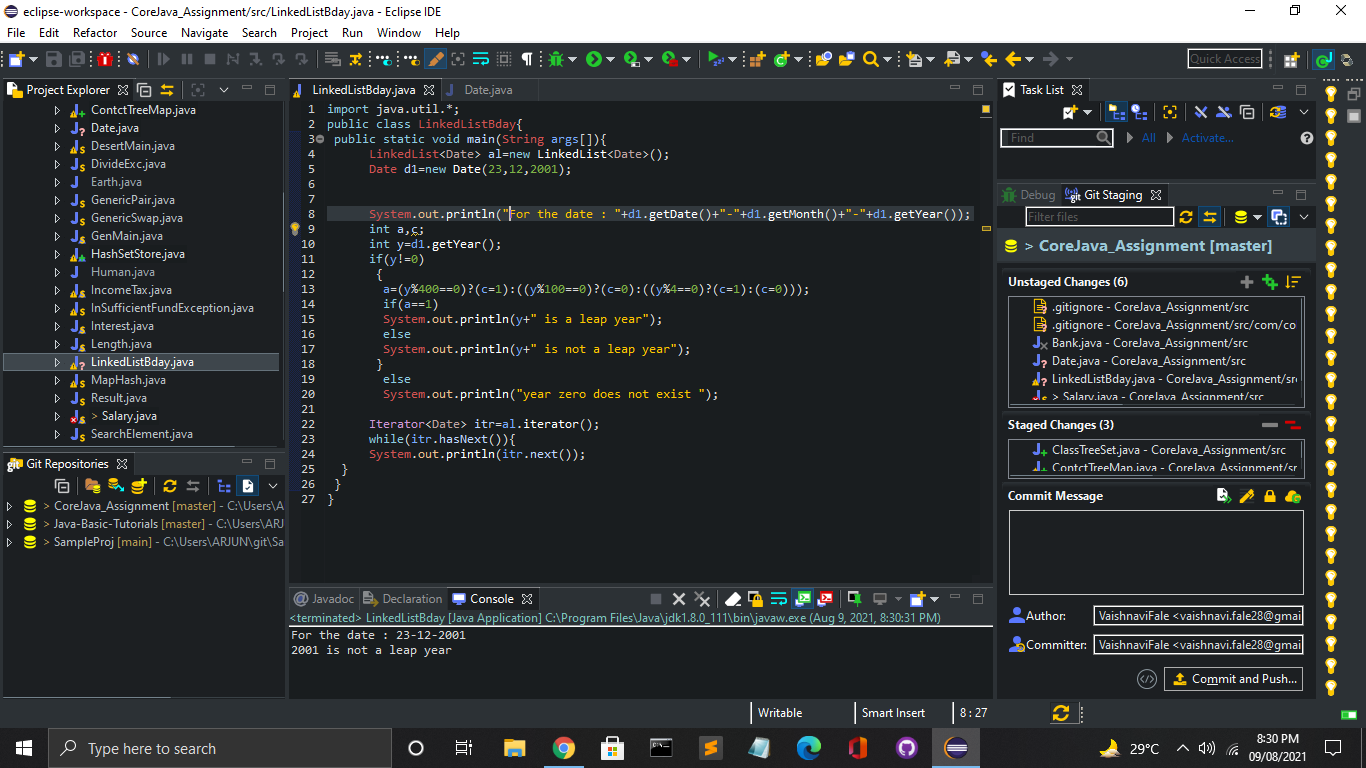 eclipse-workspace - CoreJava_Assignment/src/LinkedListBday.java - Eclipse IDE
File Edit Refactor Source Navigate Search Project Run Window Help
Quick Access
Project Explorer
ContctTreeMap.java
Date.java
DesertMain.java
DivideExc.java
Earth.java
GenericPair.java
GenericSwap.java
GenMain.java
HashSetStore.java
Human.java
IncomeTax.java
InSufficientFundException.java
Interest.java
Length.java
LinkedListBday.java
MapHash.java
Result.java
> Salary.java
SearchElement.java
Git Repositories
> CoreJava_Assignment [master] - C:\Users\A
> Java-Basic-Tutorials [master] - C:\Users\ARJ
> SampleProj [main] - C:\Users\ARJUN\git\Sa
LinkedListBday.java Date.java
1 import java.util.*;
2 public class LinkedListBday{
3 public static void main(String args[]){
4 LinkedList<Date> al=new LinkedList<Date>();
5 Date d1=new Date(23,12,2001);
6
7
8 System.out.println("For the date : "+d1.getDate()+"-"+d1.getMonth()+"-"+d1.getYear());
9 int a,c;
10 int y=d1.getYear();
11 if(y!=0)
12 {
13 a=(y%400==0)?(c=1):((y%100==0)?(c=0):((y%4==0)?(c=1):(c=0)));
14 if(a==1)
15 System.out.println(y+" is a leap year");
16 else
17 System.out.println(y+" is not a leap year");
18 }
19 else
20 System.out.println("year zero does not exist ");
21
22 Iterator<Date> itr=al.iterator();
23 while(itr.hasNext()){
24 System.out.println(itr.next());
25 }
26 }
27 }
Javadoc Declaration Console
<terminated> LinkedListBday [Java Application] C:\Program Files\Java\jdk1.8.0_111\bin\javaw.exe (Aug 9, 2021, 8:30:31 PM)
For the date : 23-12-2001
2001 is not a leap year
Task List
Find All Activate...
Debug Git Staging
Filter files
> CoreJava_Assignment [master]
Unstaged Changes (6)
.gitignore - CoreJava_Assignment/src
.gitignore - CoreJava_Assignment/src/com/co
Bank.java - CoreJava_Assignment/src
Date.java - CoreJava_Assignment/src
LinkedListBday.java - CoreJava_Assignment/sr
> Salary.java - CoreJava_Assignment/src
Staged Changes (3)
ClassTreeSet.java - CoreJava_Assignment/src
ContctTreeMap.java - CoreJava_Assignment/sr
Commit Message
Author: VaishnaviFale <vaishnavi.fale28@gmai
Committer: VaishnaviFale <vaishnavi.fale28@gmai
Commit and Push...
Writable Smart Insert 8 : 27
Type here to search
29°C
8:30 PM
09/08/2021